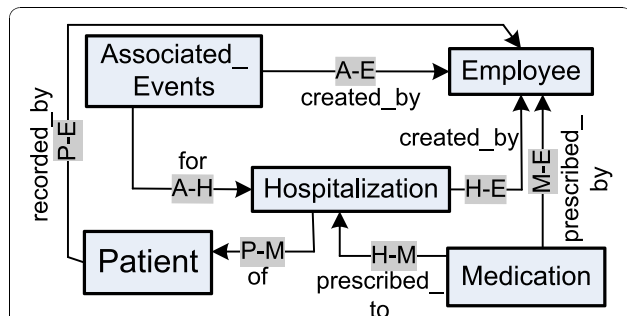 Associated_
Events
A-E
created_by
Employee
recorded_by
P-E
for
A-H
created_by
M-E
prescribed_
by
Hospitalization
H-E
Patient
P-M
of
H-M
prescribed_
to
Medication